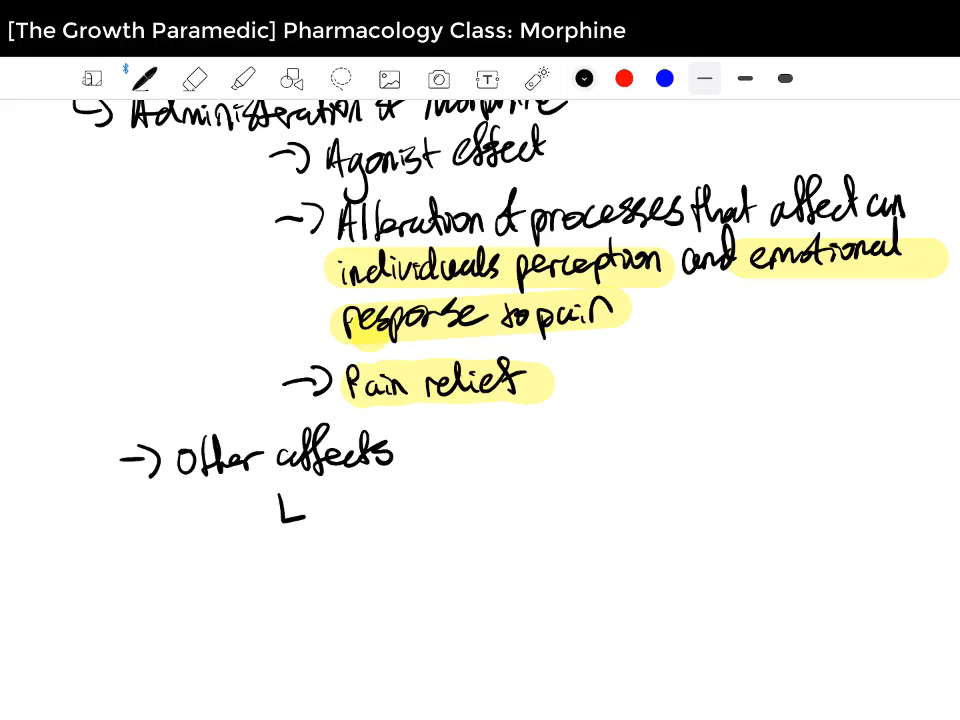 [The Growth Paramedic] Pharmacology Class: Morphine
↳ Administration of Morphine
→ Agonist effect
→ Alteration of processes that affect an
individuals perception and emotional
response to pain
→ Pain relief
→ Other affects
L